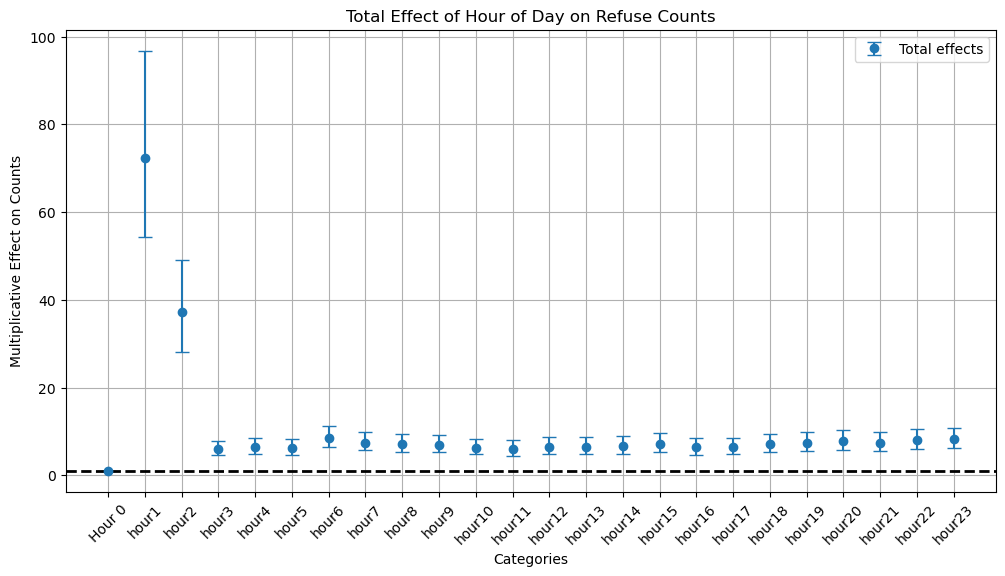 Total Effect of Hour of Day on Refuse Counts
Total effects
Multiplicative Effect on Counts
100
80
60
40
20
0
Hour 0
hour1
hour2
hour3
hour4
hour5
hour6
hour7
hour8
hour9
hour10
hour11
hour12
hour13
hour14
hour15
hour16
hour17
hour18
hour19
hour20
hour21
hour22
hour23
Categories